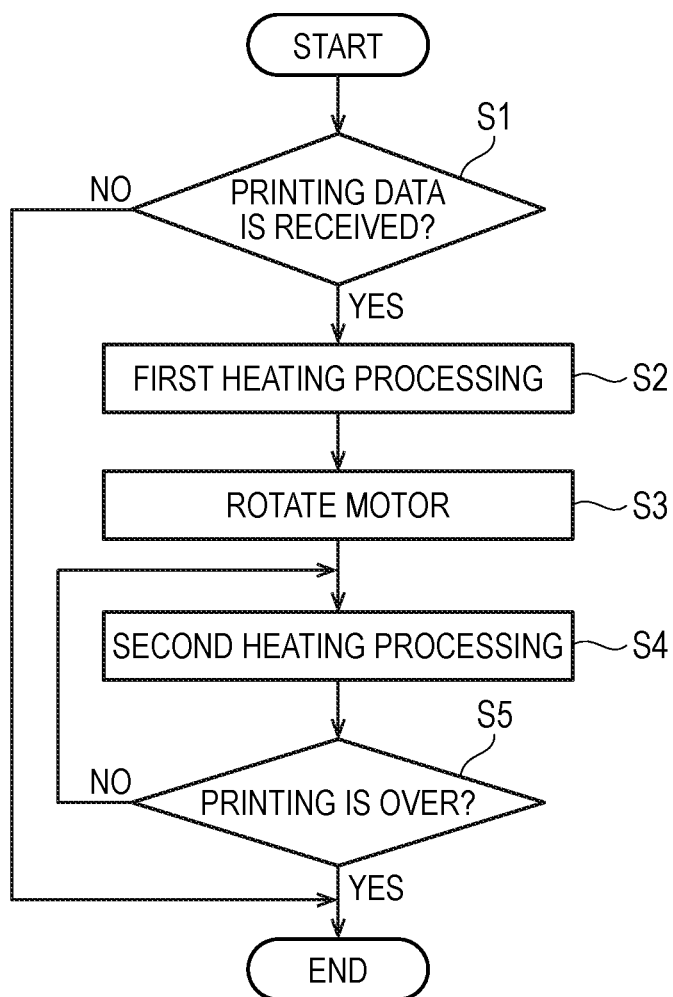 START
S1
NO
PRINTING DATA
IS RECEIVED?
YES
FIRST HEATING PROCESSING
S2
ROTATE MOTOR
S3
SECOND HEATING PROCESSING
S4
S5
NO
PRINTING IS OVER?
YES
END